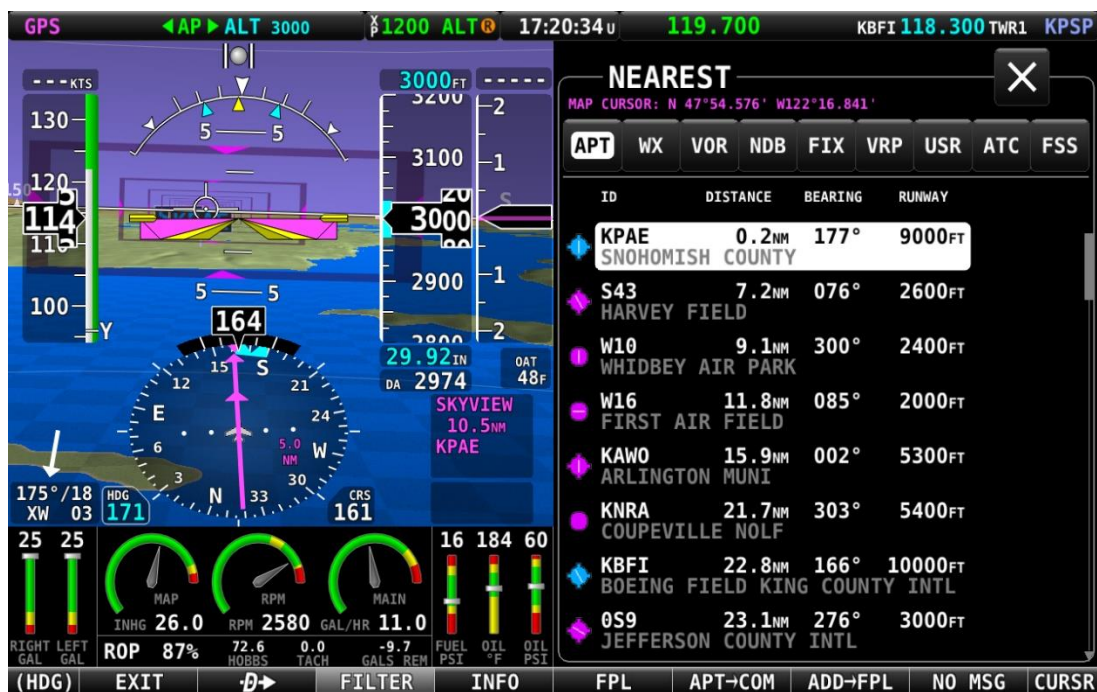 GPS ◀AP▶ ALT 3000 XP 1200 ALT R 17:20:34 U 119.700 KBFI 118.300 TWR1 KPSP
---KTS
130
150
120
114
110
100
Y
5 5
5 5
3000FT -----
3200
3100
20
3000
2900
2800
2
1
S
1
2
29.92IN
DA 2974
OAT
48F
SKYVIEW
10.5NM
KPAE
164
12 15 S 21 24 W 30 33 N 3 6 E
5.0
NM
175°/18
XW 03
HDG
171
CRS
161
25 25
RIGHT GAL LEFT GAL
MAP
INHG 26.0
RPM
RPM 2580
MAIN
GAL/HR 11.0
ROP 87%
72.6 HOBBS
0.0 TACH
-9.7 GALS REM
16 184 60
FUEL PSI OIL °F OIL PSI
NEAREST X
MAP CURSOR: N 47°54.576' W122°16.841'
APT WX VOR NDB FIX VRP USR ATC FSS
ID DISTANCE BEARING RUNWAY
KPAE 0.2NM 177° 9000FT
SNOHOMISH COUNTY
S43 7.2NM 076° 2600FT
HARVEY FIELD
W10 9.1NM 300° 2400FT
WHIDBEY AIR PARK
W16 11.8NM 085° 2000FT
FIRST AIR FIELD
KAWO 15.9NM 002° 5300FT
ARLINGTON MUNI
KNRA 21.7NM 303° 5400FT
COUPEVILLE NOLF
KBFI 22.8NM 166° 10000FT
BOEING FIELD KING COUNTY INTL
0S9 23.1NM 276° 3000FT
JEFFERSON COUNTY INTL
(HDG) EXIT D→ FILTER INFO FPL APT→COM ADD→FPL NO MSG CURSR